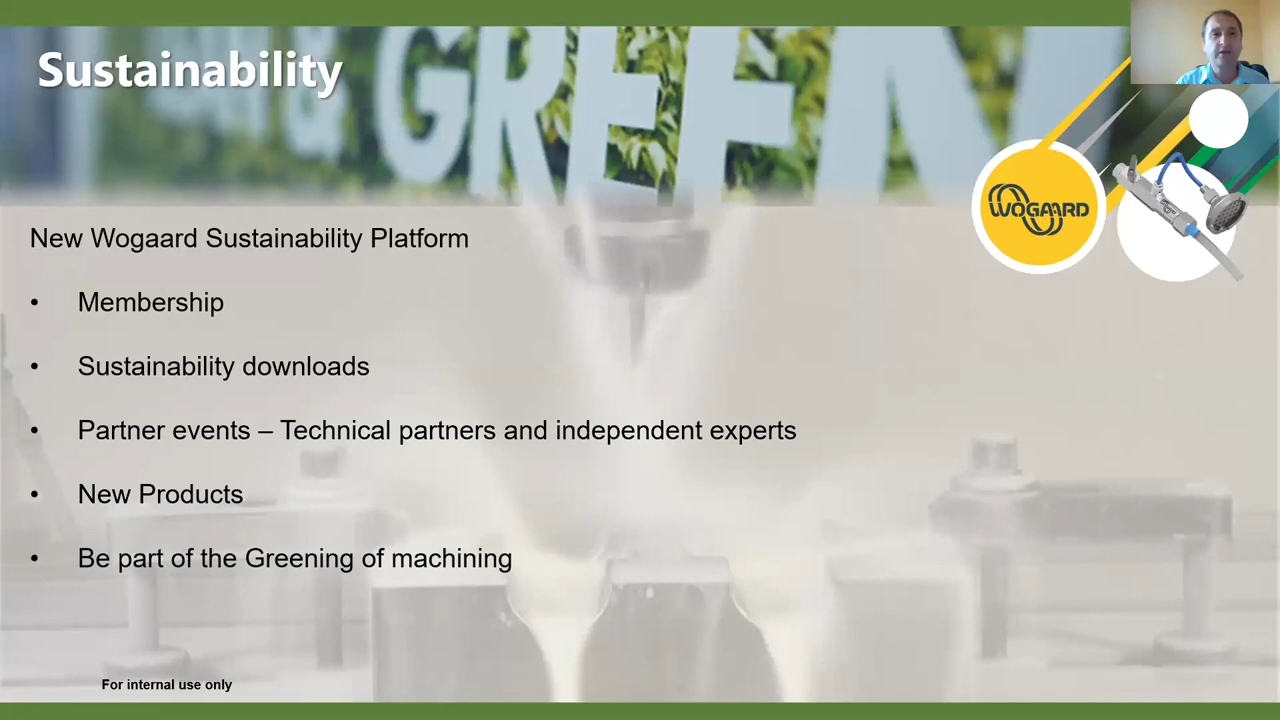 Sustainability
& GREEN
WOGAARD
New Wogaard Sustainability Platform
• Membership
• Sustainability downloads
• Partner events – Technical partners and independent experts
• New Products
• Be part of the Greening of machining
For internal use only